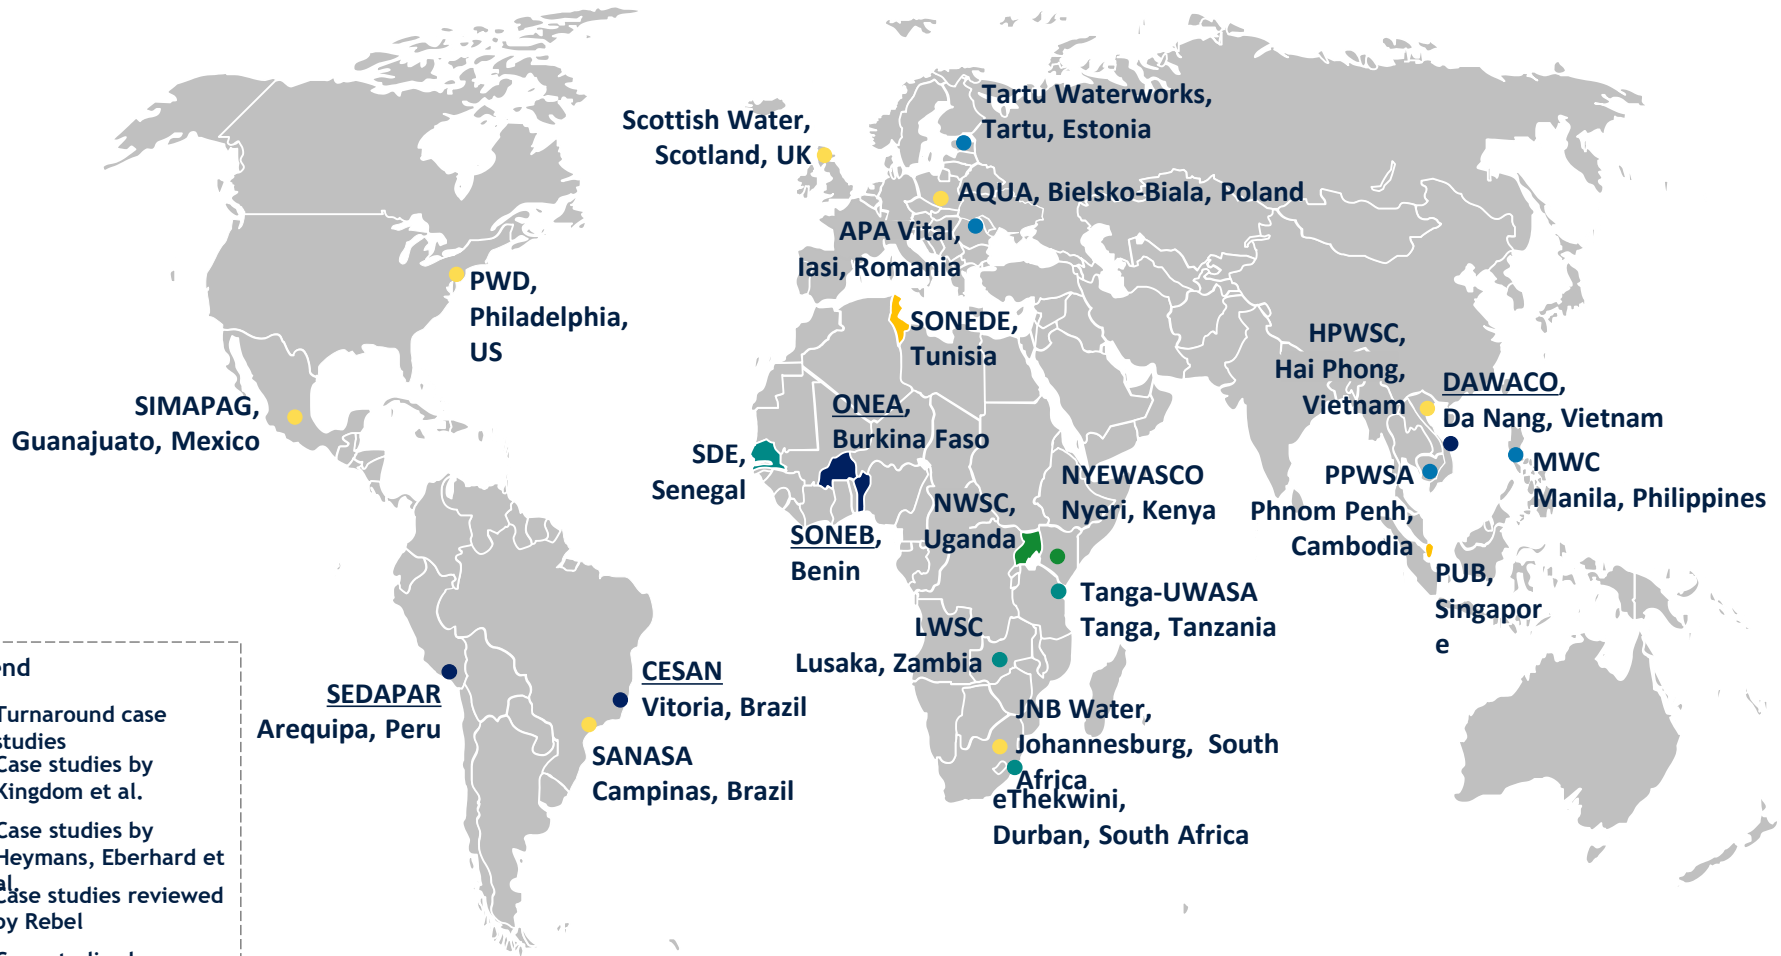 Tartu Waterworks,
Tartu, Estonia
Scottish Water,
Scotland, UK
AQUA, Bielsko-Biala, Poland
APA Vital,
Iasi, Romania
PWD,
Philadelphia,
US
SONEDE,
Tunisia
HPWSC,
Hai Phong,
Vietnam
DAWACO,
Da Nang, Vietnam
SIMAPAG,
Guanajuato, Mexico
ONEA,
Burkina Faso
SDE,
Senegal
MWC
Manila, Philippines
PPWSA
Phnom Penh,
Cambodia
NYEWASCO
Nyeri, Kenya
NWSC,
Uganda
SONEB,
Benin
PUB,
Singapor
e
Tanga-UWASA
Tanga, Tanzania
LWSC
Lusaka, Zambia
CESAN
Vitoria, Brazil
SEDAPAR
Arequipa, Peru
SANASA
Campinas, Brazil
JNB Water,
Johannesburg, South
Africa
eThekwini,
Durban, South Africa
end
Turnaround case
studies
Case studies by
Kingdom et al.
Case studies by
Heymans, Eberhard et
al.
Case studies reviewed
by Rebel